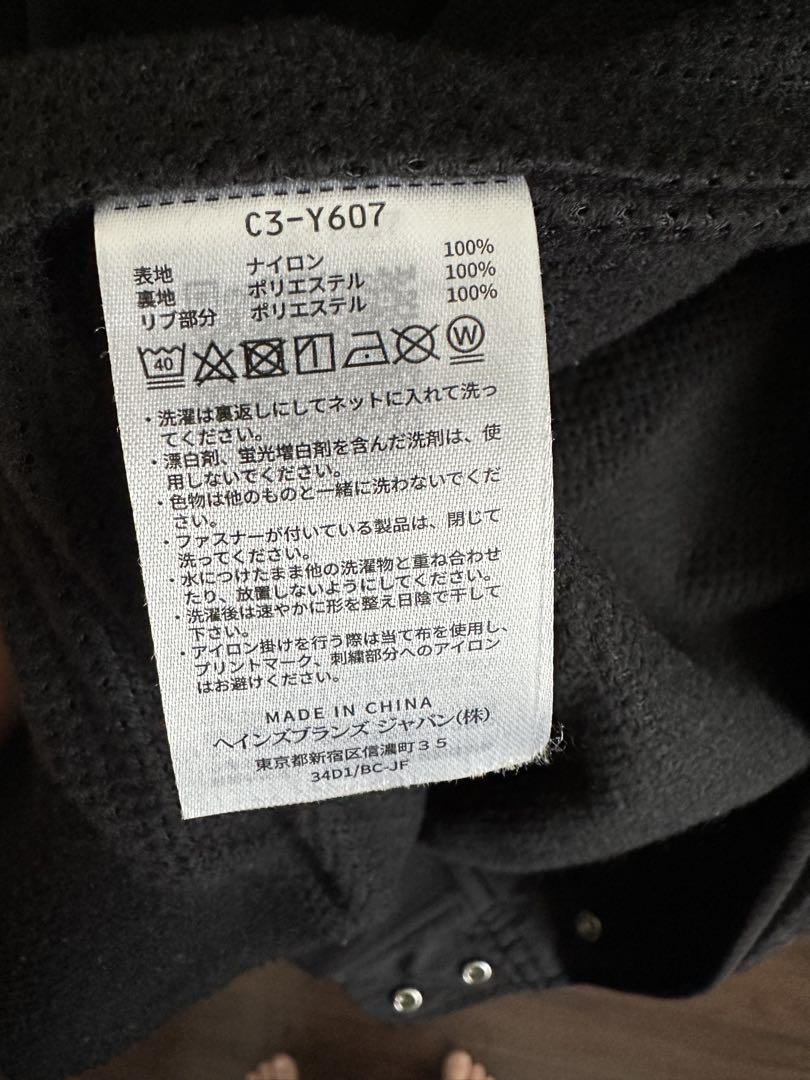 C3-Y607
表地 ナイロン 100%
裏地 ポリエステル 100%
リブ部分 ポリエステル 100%
40 W
・洗濯は裏返しにしてネットに入れて洗っ
てください。
・漂白剤、蛍光増白剤を含んだ洗剤は、使
用しないでください。
・色物は他のものと一緒に洗わないでくだ
さい。
・ファスナーが付いている製品は、閉じて
洗ってください。
・水につけたまま他の洗濯物と重ね合わせ
たり、放置しないようにしてください。
・洗濯後は速やかに形を整え日陰で干して
下さい。
・アイロン掛けを行う際は当て布を使用し、
プリントマーク、刺繍部分へのアイロン
はお避けください。
MADE IN CHINA
ヘインズブランズ ジャパン(株)
東京都新宿区信濃町35
34D1/BC-JF